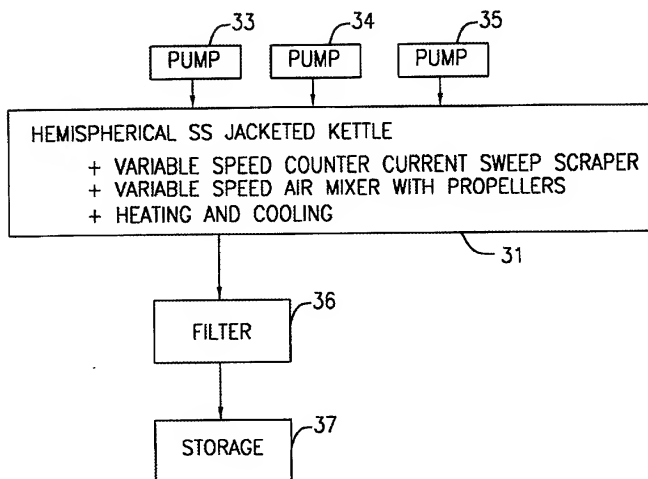 33 34 35
PUMP PUMP PUMP
HEMISPHERICAL SS JACKETED KETTLE
+ VARIABLE SPEED COUNTER CURRENT SWEEP SCRAPER
+ VARIABLE SPEED AIR MIXER WITH PROPELLERS
+ HEATING AND COOLING
31
36
FILTER
37
STORAGE